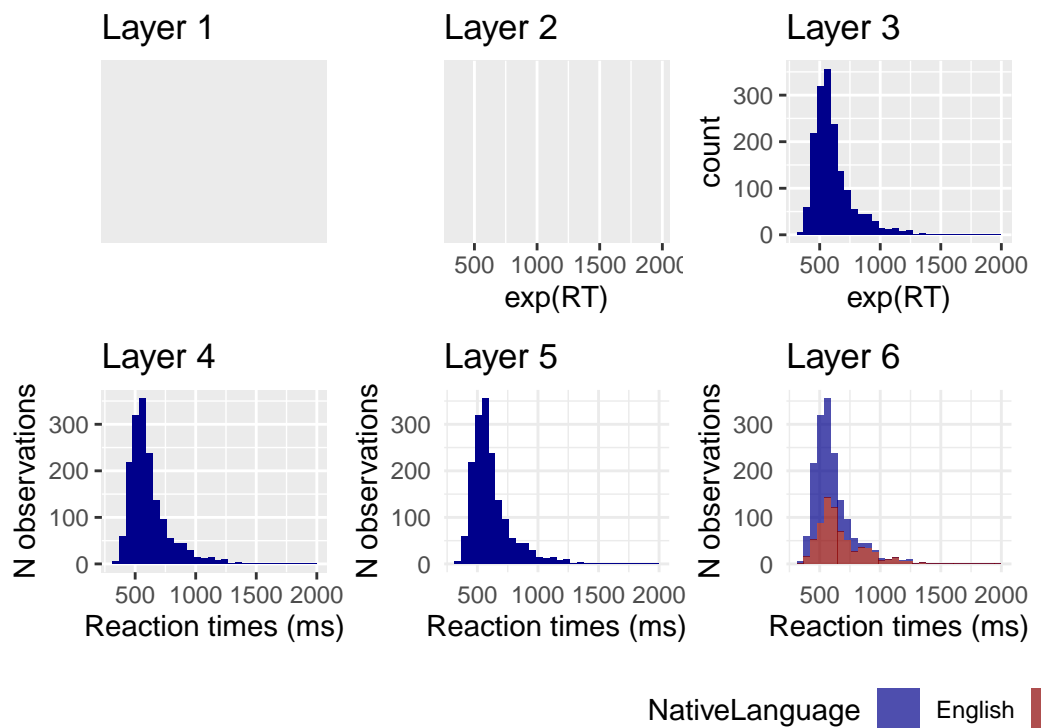 Layer 1
Layer 2
500 1000 1500 2000
exp(RT)
Layer 3
count
300
200
100
0
500 1000 1500 2000
exp(RT)
Layer 4
N observations
300
200
100
0
500 1000 1500 2000
Reaction times (ms)
Layer 5
N observations
300
200
100
0
500 1000 1500 2000
Reaction times (ms)
Layer 6
N observations
300
200
100
0
500 1000 1500 2000
Reaction times (ms)
NativeLanguage English